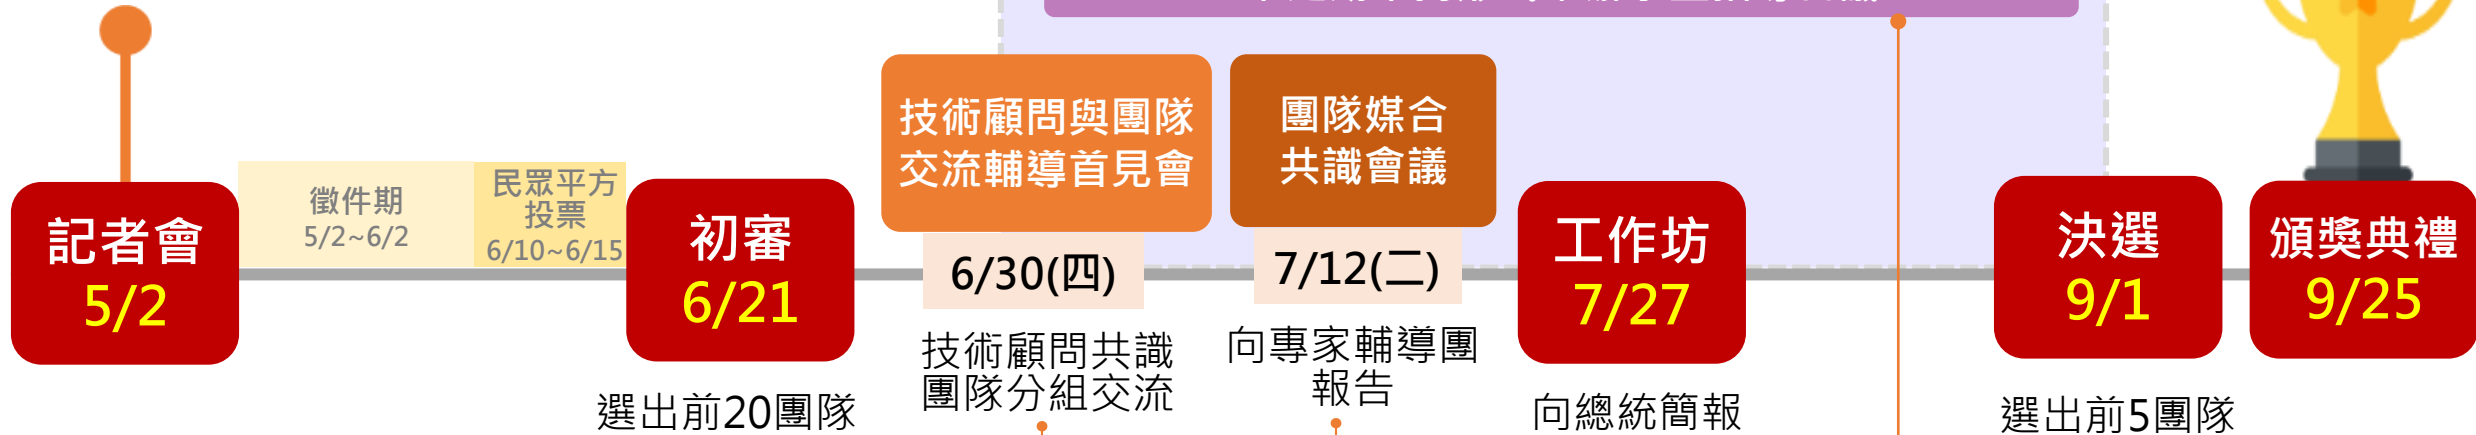 技術顧問與團隊
交流輔導首見會
團隊媒合
共識會議
記者會
5/2
徵件期
5/2~6/2
民眾平方
投票
6/10~6/15
初審
6/21
6/30(四)
7/12(二)
工作坊
7/27
決選
9/1
頒獎典禮
9/25
選出前20團隊
技術顧問共識
團隊分組交流
向專家輔導團
報告
向總統簡報
選出前5團隊